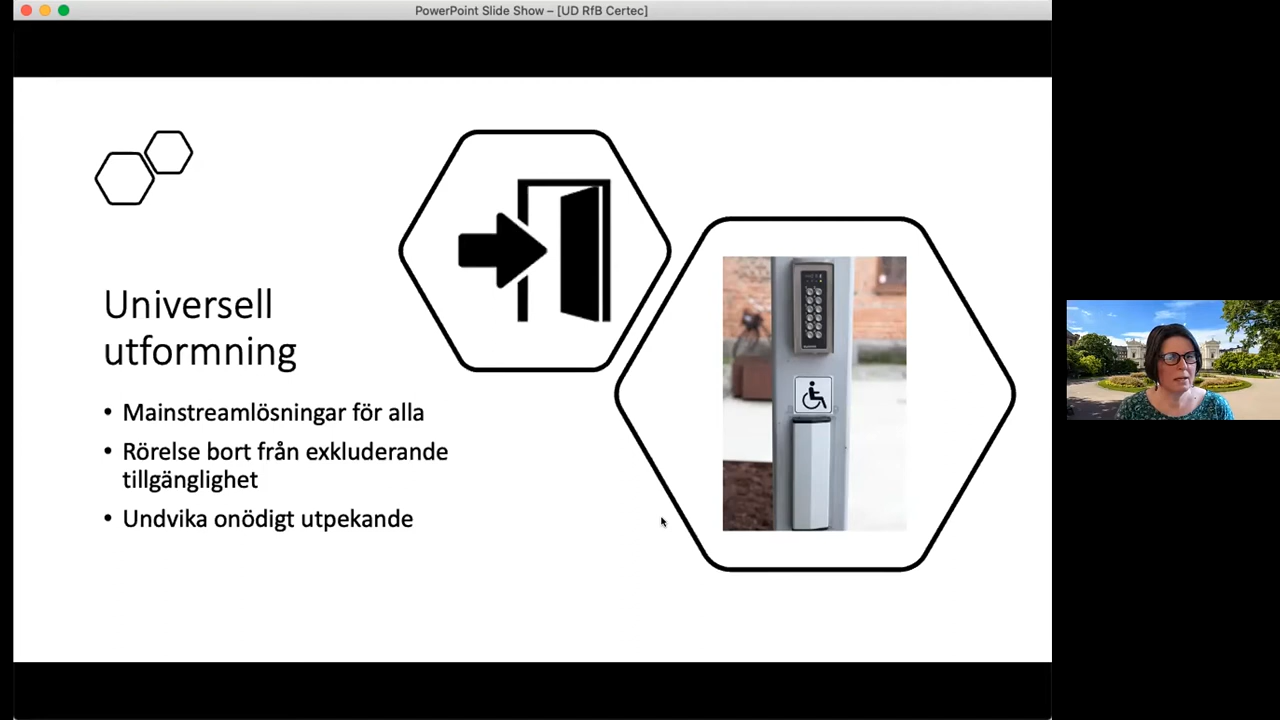 PowerPoint Slide Show – [UD RfB Certec]
Universell
utformning
• Mainstreamlösningar för alla
• Rörelse bort från exkluderande
tillgänglighet
• Undvika onödigt utpekande